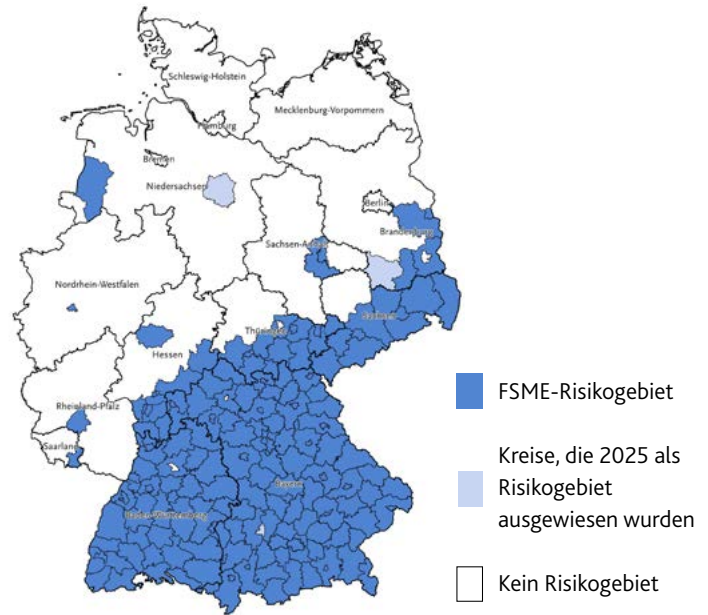 Schleswig-Holstein
Mecklenburg-Vorpommern
Hamburg
Bremen
Niedersachsen
Berlin
Brandenburg
Sachsen-Anhalt
Nordrhein-Westfalen
Sachsen
Thüringen
Hessen
Rheinland-Pfalz
Saarland
Bayern
Baden-Württemberg
FSME-Risikogebiet
Kreise, die 2025 als
Risikogebiet
ausgewiesen wurden
Kein Risikogebiet